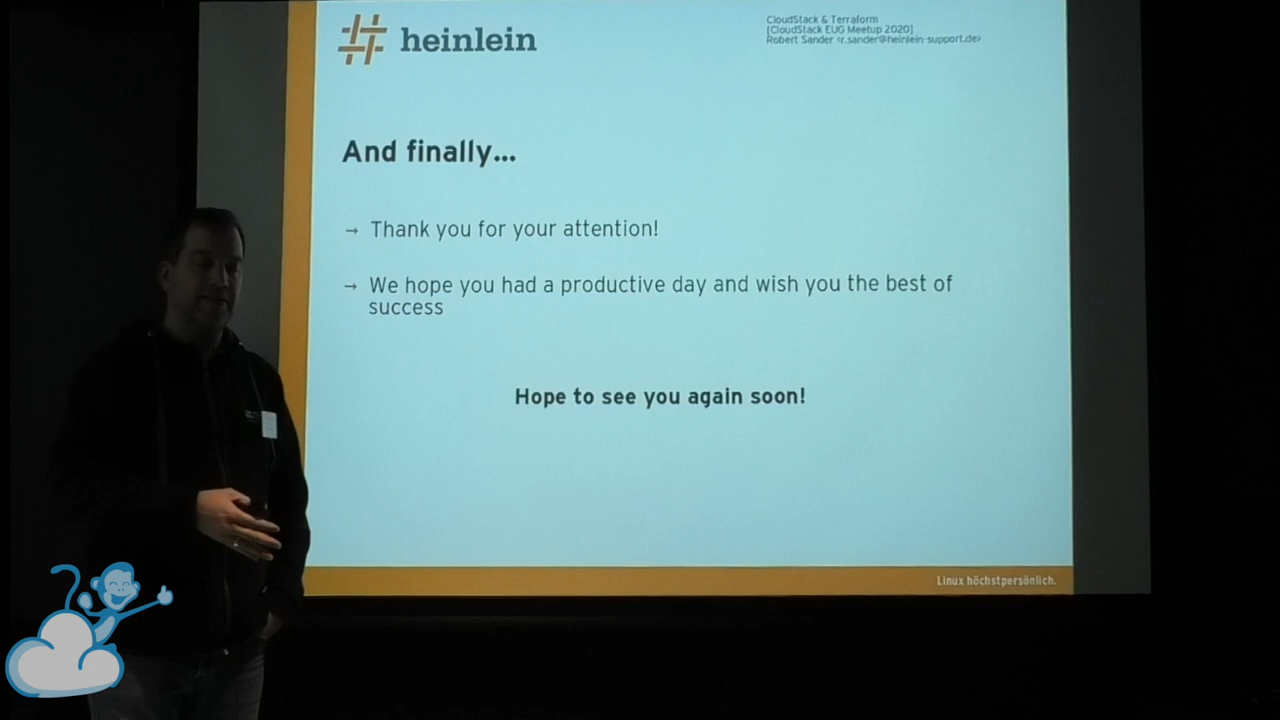 heinlein
CloudStack & Terraform
[CloudStack EUG Meetup 2020]
Robert Sander <r.sander@heinlein-support.de>
And finally...
→ Thank you for your attention!
→ We hope you had a productive day and wish you the best of
success
Hope to see you again soon!
Linux höchstpersönlich.